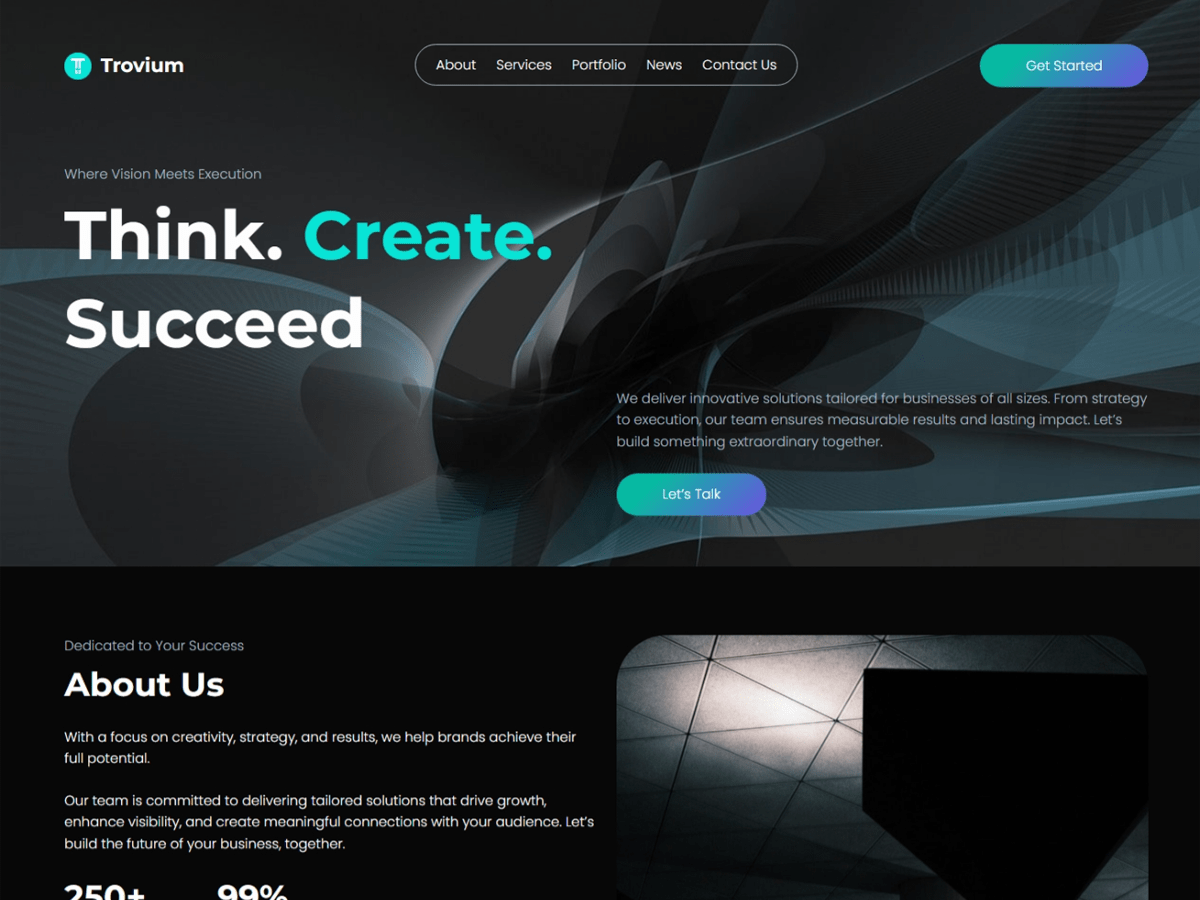 Trovium
About
Services
Portfolio
News
Contact Us
Get Started
Where Vision Meets Execution
Think. Create.
Succeed
We deliver innovative solutions tailored for businesses of all sizes. From strategy
to execution, our team ensures measurable results and lasting impact. Let's
build something extraordinary together.
Let's Talk
Dedicated to Your Success
About Us
With a focus on creativity, strategy, and results, we help brands achieve their
full potential.
Our team is committed to delivering tailored solutions that drive growth,
enhance visibility, and create meaningful connections with your audience. Let's
build the future of your business, together.
250+
99%